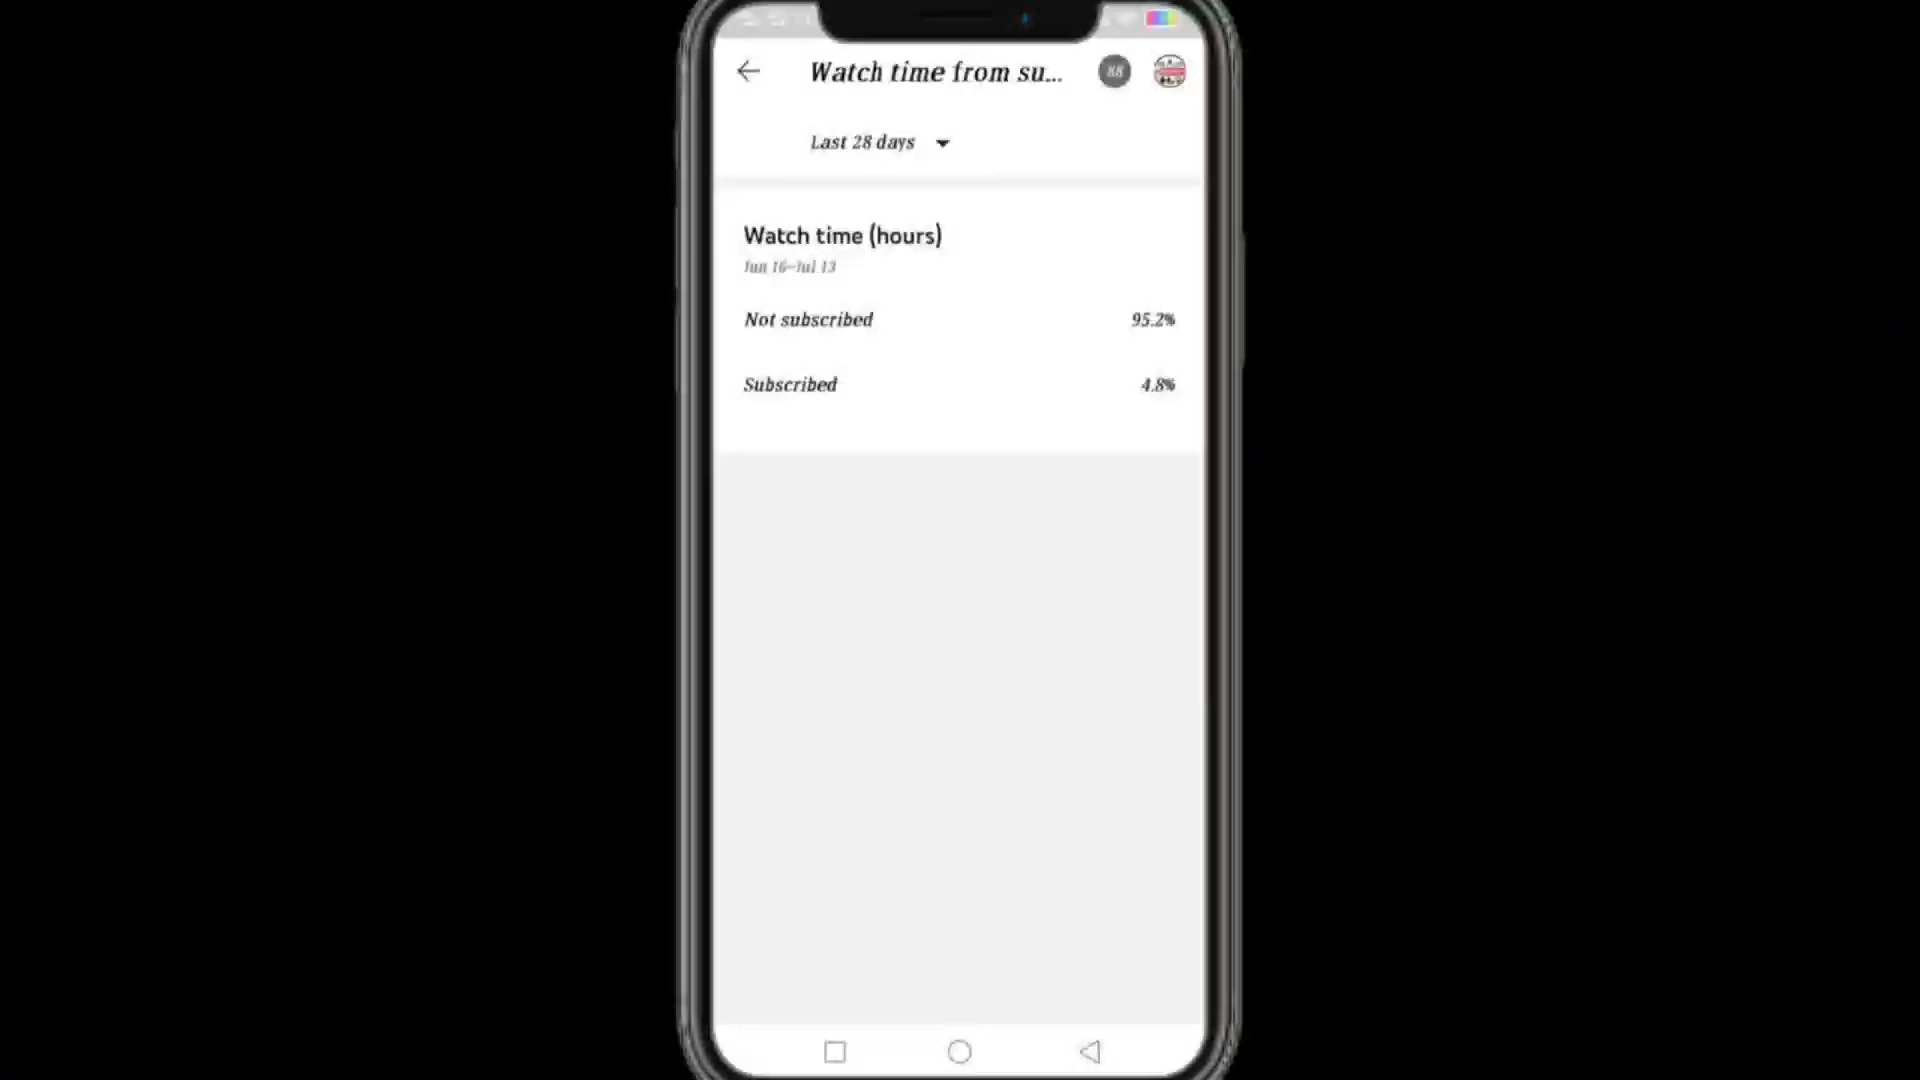 Watch time from su...
88
Last 28 days
Watch time (hours)
Jun 16–Jul 13
Not subscribed 95.2%
Subscribed 4.8%